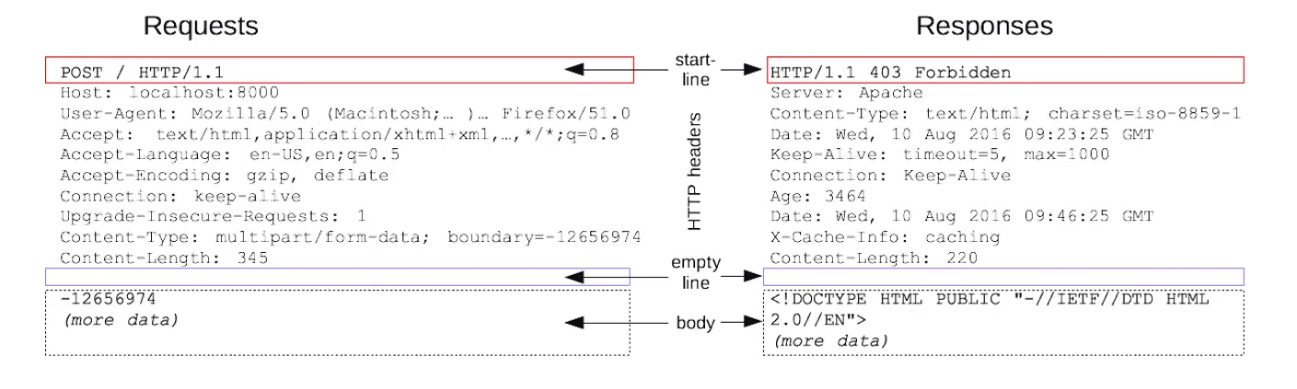 Requests
POST / HTTP/1.1
Host: localhost:8000
User-Agent: Mozilla/5.0 (Macintosh;… )… Firefox/51.0
Accept: text/html,application/xhtml+xml,…,*/*;q=0.8
Accept-Language: en-US,en;q=0.5
Accept-Encoding: gzip, deflate
Connection: keep-alive
Upgrade-Insecure-Requests: 1
Content-Type: multipart/form-data; boundary=-12656974
Content-Length: 345
-12656974
(more data)
start-
line
HTTP headers
empty
line
body
Responses
HTTP/1.1 403 Forbidden
Server: Apache
Content-Type: text/html; charset=iso-8859-1
Date: Wed, 10 Aug 2016 09:23:25 GMT
Keep-Alive: timeout=5, max=1000
Connection: Keep-Alive
Age: 3464
Date: Wed, 10 Aug 2016 09:46:25 GMT
X-Cache-Info: caching
Content-Length: 220
<!DOCTYPE HTML PUBLIC "-//IETF//DTD HTML
2.0//EN">
(more data)